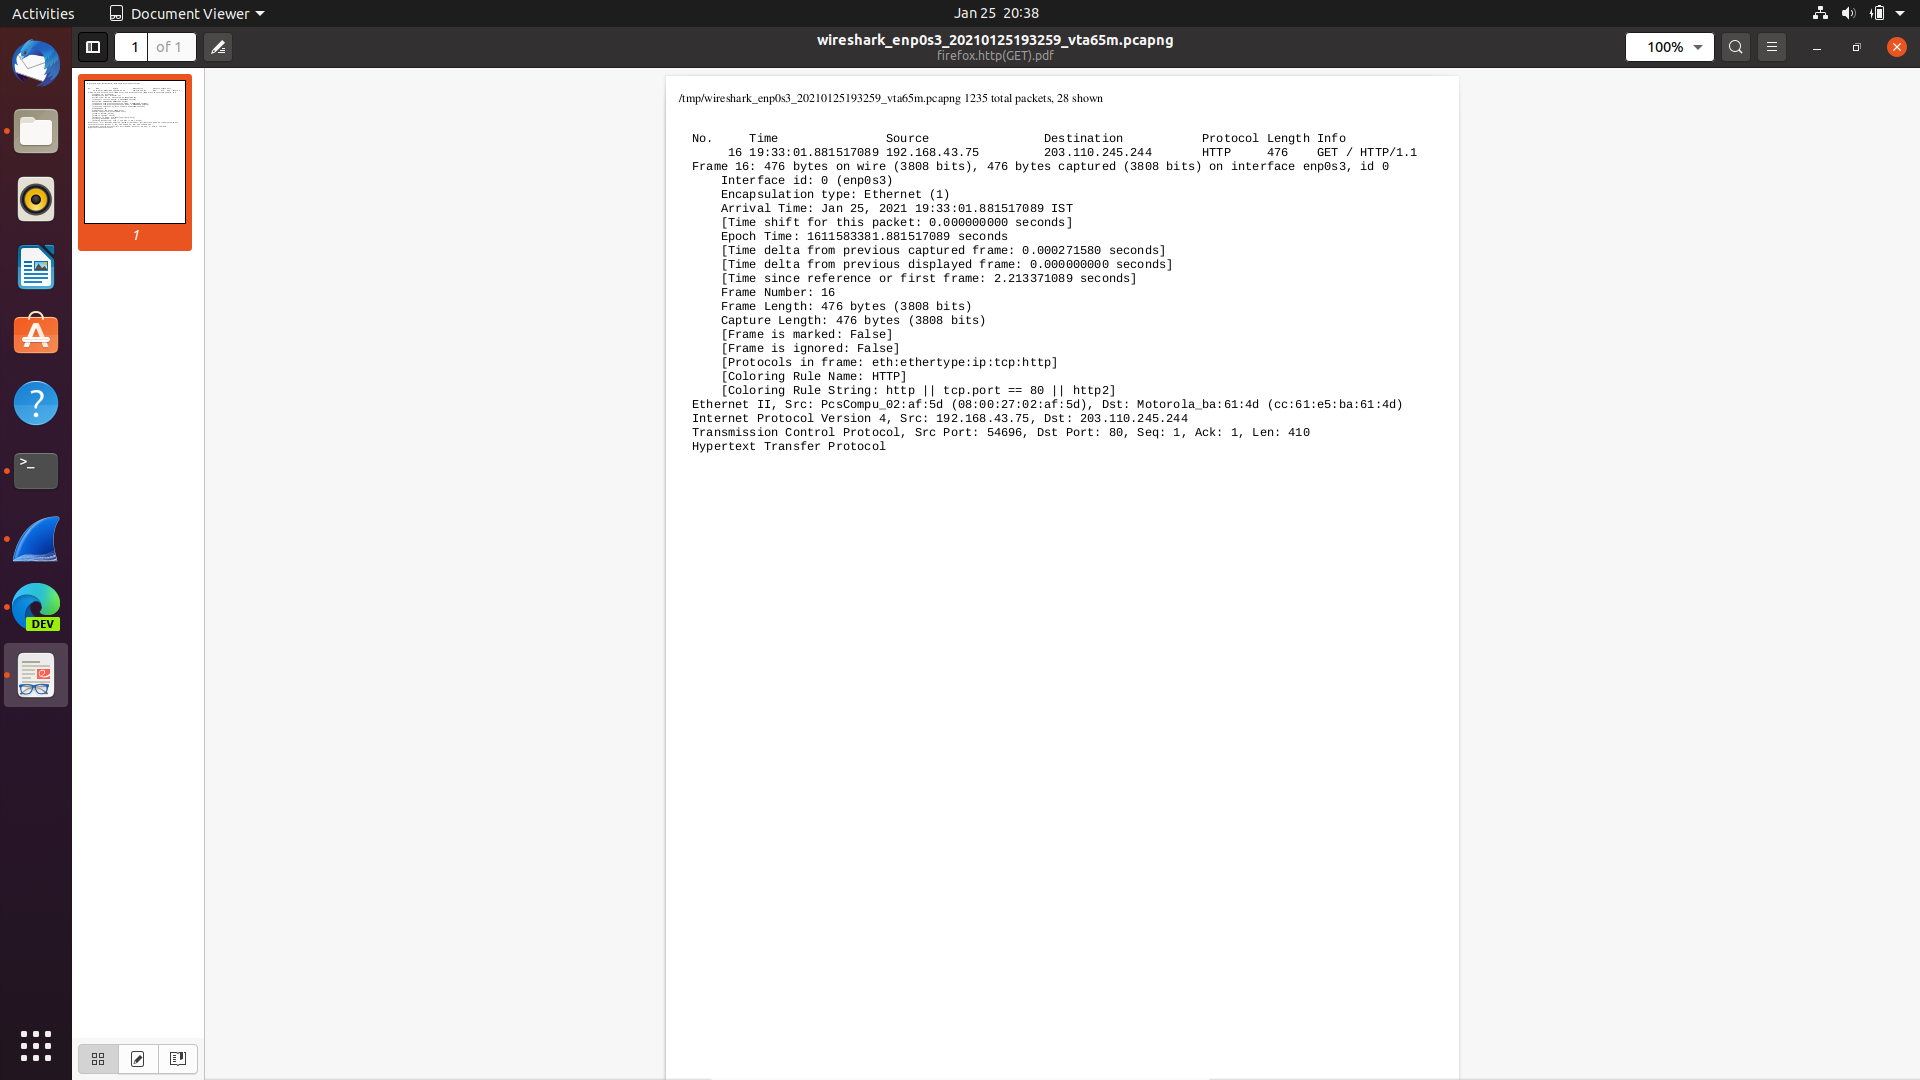 Activities
Document Viewer
Jan 25 20:38
1 of 1
wireshark_enp0s3_20210125193259_vta65m.pcapng
firefox.http(GET).pdf
100%
1
>_
DEV
/tmp/wireshark_enp0s3_20210125193259_vta65m.pcapng 1235 total packets, 28 shown
No. Time Source Destination Protocol Length Info
16 19:33:01.881517089 192.168.43.75 203.110.245.244 HTTP 476 GET / HTTP/1.1
Frame 16: 476 bytes on wire (3808 bits), 476 bytes captured (3808 bits) on interface enp0s3, id 0
Interface id: 0 (enp0s3)
Encapsulation type: Ethernet (1)
Arrival Time: Jan 25, 2021 19:33:01.881517089 IST
[Time shift for this packet: 0.000000000 seconds]
Epoch Time: 1611583381.881517089 seconds
[Time delta from previous captured frame: 0.000271580 seconds]
[Time delta from previous displayed frame: 0.000000000 seconds]
[Time since reference or first frame: 2.213371089 seconds]
Frame Number: 16
Frame Length: 476 bytes (3808 bits)
Capture Length: 476 bytes (3808 bits)
[Frame is marked: False]
[Frame is ignored: False]
[Protocols in frame: eth:ethertype:ip:tcp:http]
[Coloring Rule Name: HTTP]
[Coloring Rule String: http || tcp.port == 80 || http2]
Ethernet II, Src: PcsCompu_02:af:5d (08:00:27:02:af:5d), Dst: Motorola_ba:61:4d (cc:61:e5:ba:61:4d)
Internet Protocol Version 4, Src: 192.168.43.75, Dst: 203.110.245.244
Transmission Control Protocol, Src Port: 54696, Dst Port: 80, Seq: 1, Ack: 1, Len: 410
Hypertext Transfer Protocol